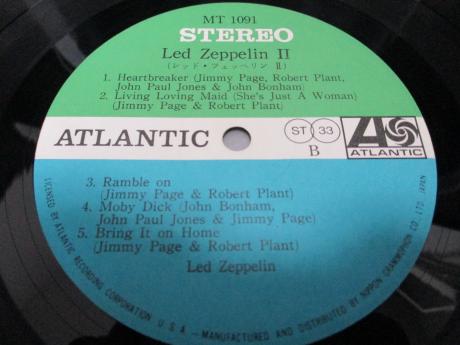 MT 1091
STEREO
Led Zeppelin II
(レッド・フェッペリン Ⅱ)
1. Heartbreaker (Jimmy Page, Robert Plant,
John Paul Jones & John Bonham)
2. Living Loving Maid (She's Just A Woman)
(Jimmy Page & Robert Plant)
ATLANTIC
ST 33
B
ATLANTIC
3. Ramble on
(Jimmy Page & Robert Plant)
4. Moby Dick (John Bonham,
John Paul Jones & Jimmy Page)
5. Bring It on Home
(Jimmy Page & Robert Plant)
Led Zeppelin
LICENSED BY ATLANTIC RECORDING CORPORATION U.S.A.-MANUFACTURED AND DISTRIBUTED BY NIPPON GRAMMOPHON CO. LTD. JAPAN